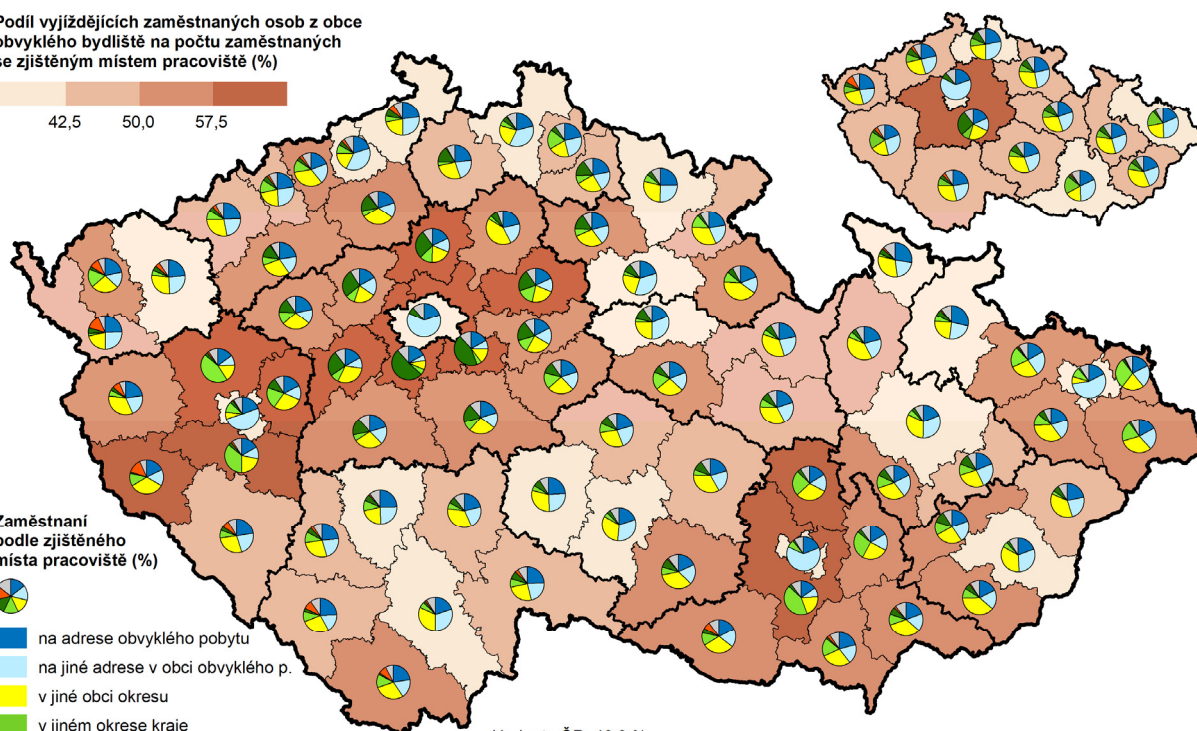 Podíl vyjíždějících zaměstnaných osob z obce
obvyklého bydliště na počtu zaměstnaných
se zjištěným místem pracoviště (%)
42,5 50,0 57,5
Zaměstnaní
podle zjištěného
místa pracoviště (%)
na adrese obvyklého pobytu
na jiné adrese v obci obvyklého p.
v jiné obci okresu
v jiném okrese kraje